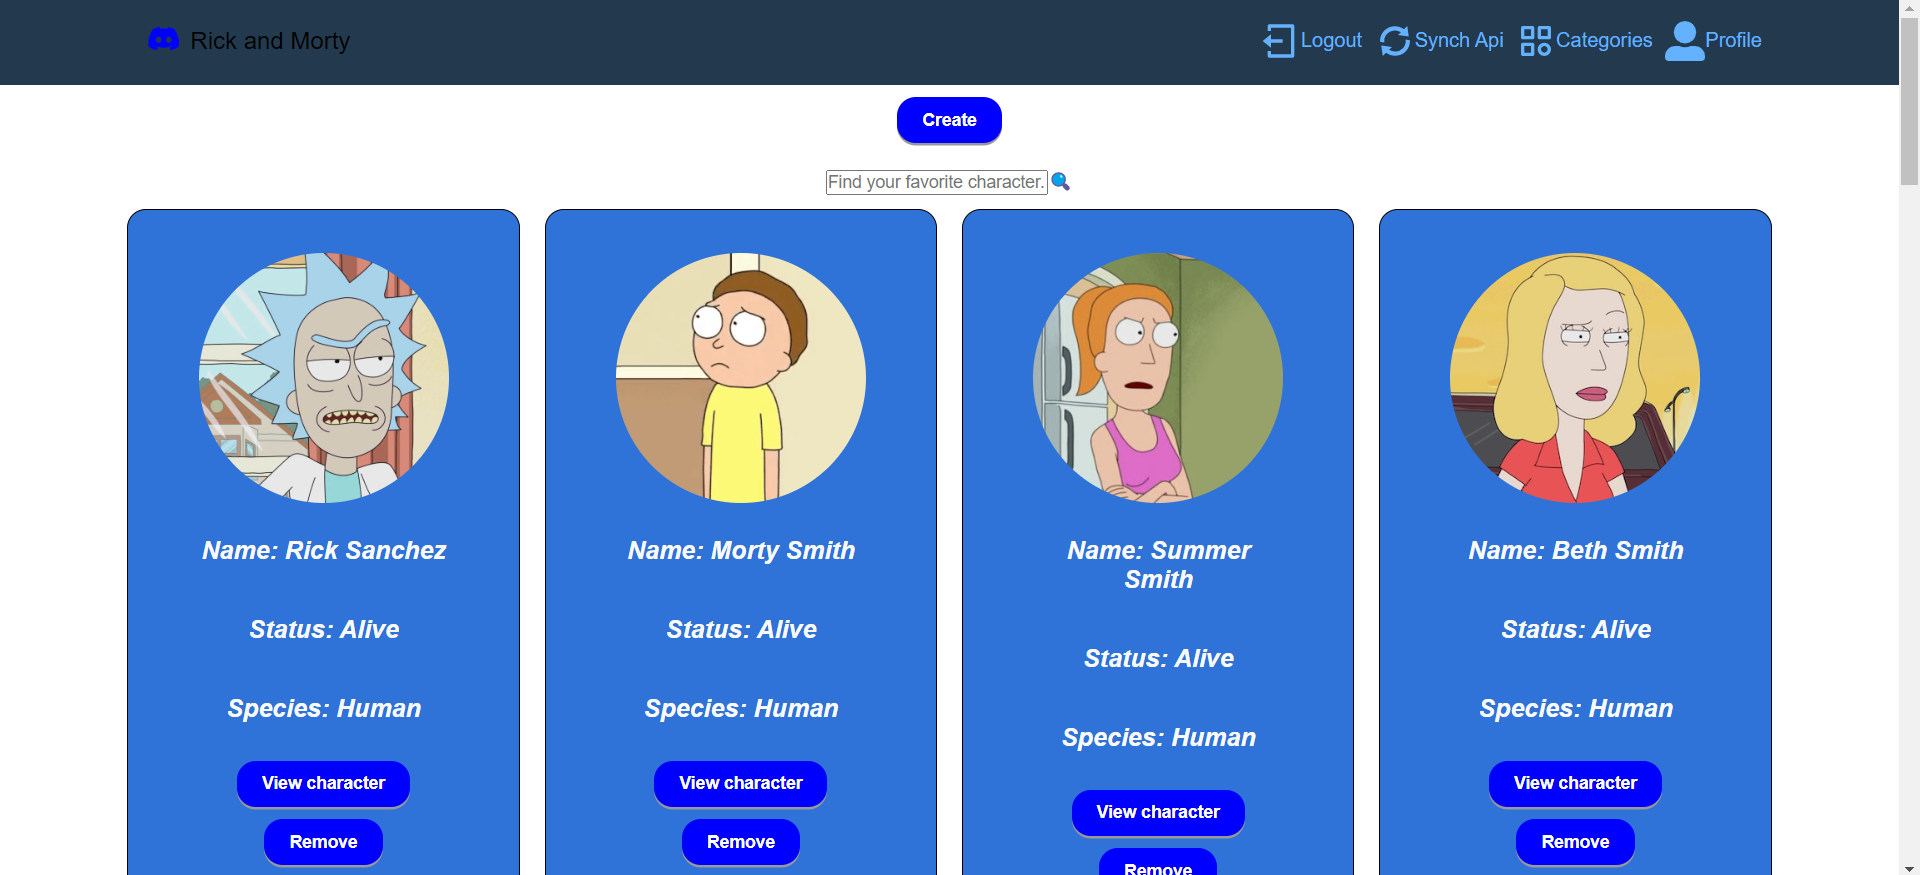 Rick and Morty
Logout
Synch Api
Categories
Profile
Create
Find your favorite character.
Name: Rick Sanchez
Status: Alive
Species: Human
View character
Remove
Name: Morty Smith
Status: Alive
Species: Human
View character
Remove
Name: Summer
Smith
Status: Alive
Species: Human
View character
Remove
Name: Beth Smith
Status: Alive
Species: Human
View character
Remove